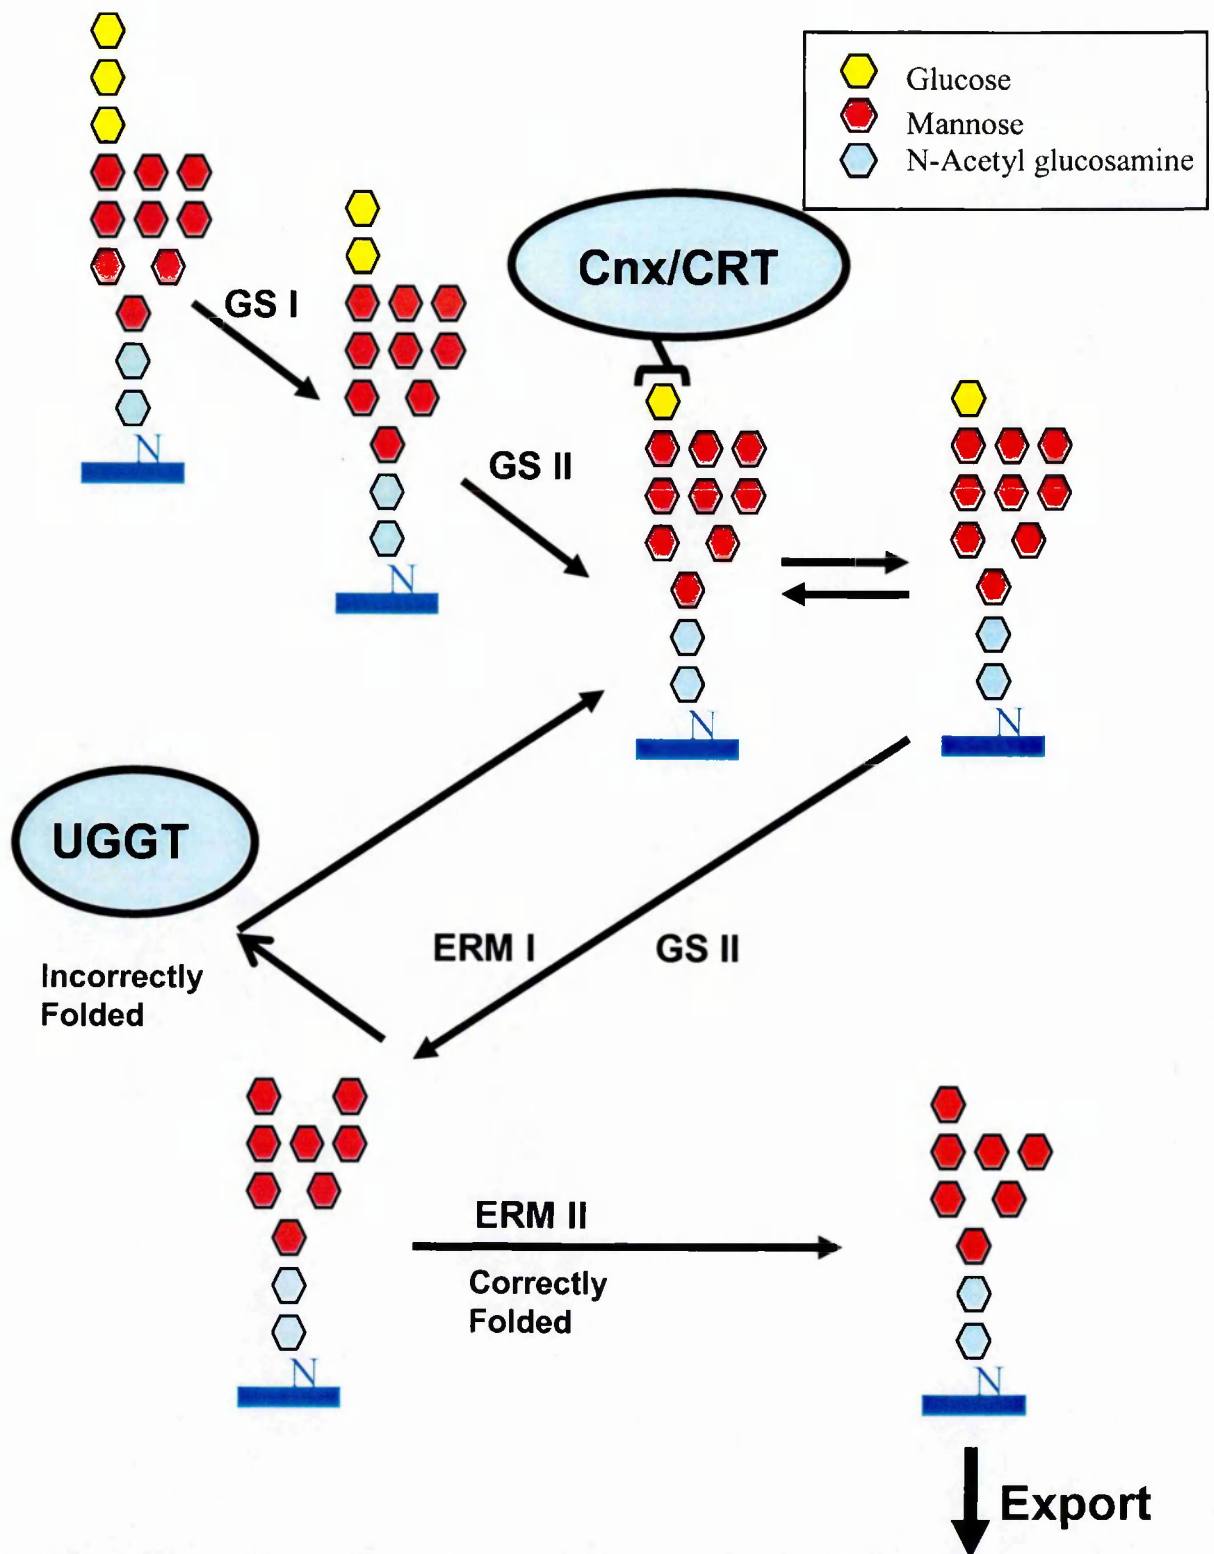 Glucose
Mannose
N-Acetyl glucosamine
GS I
Cnx/CRT
N
GS II
N
N
N
UGGT
ERM I
GS II
Incorrectly
Folded
ERM II
Correctly
Folded
N
N
Export